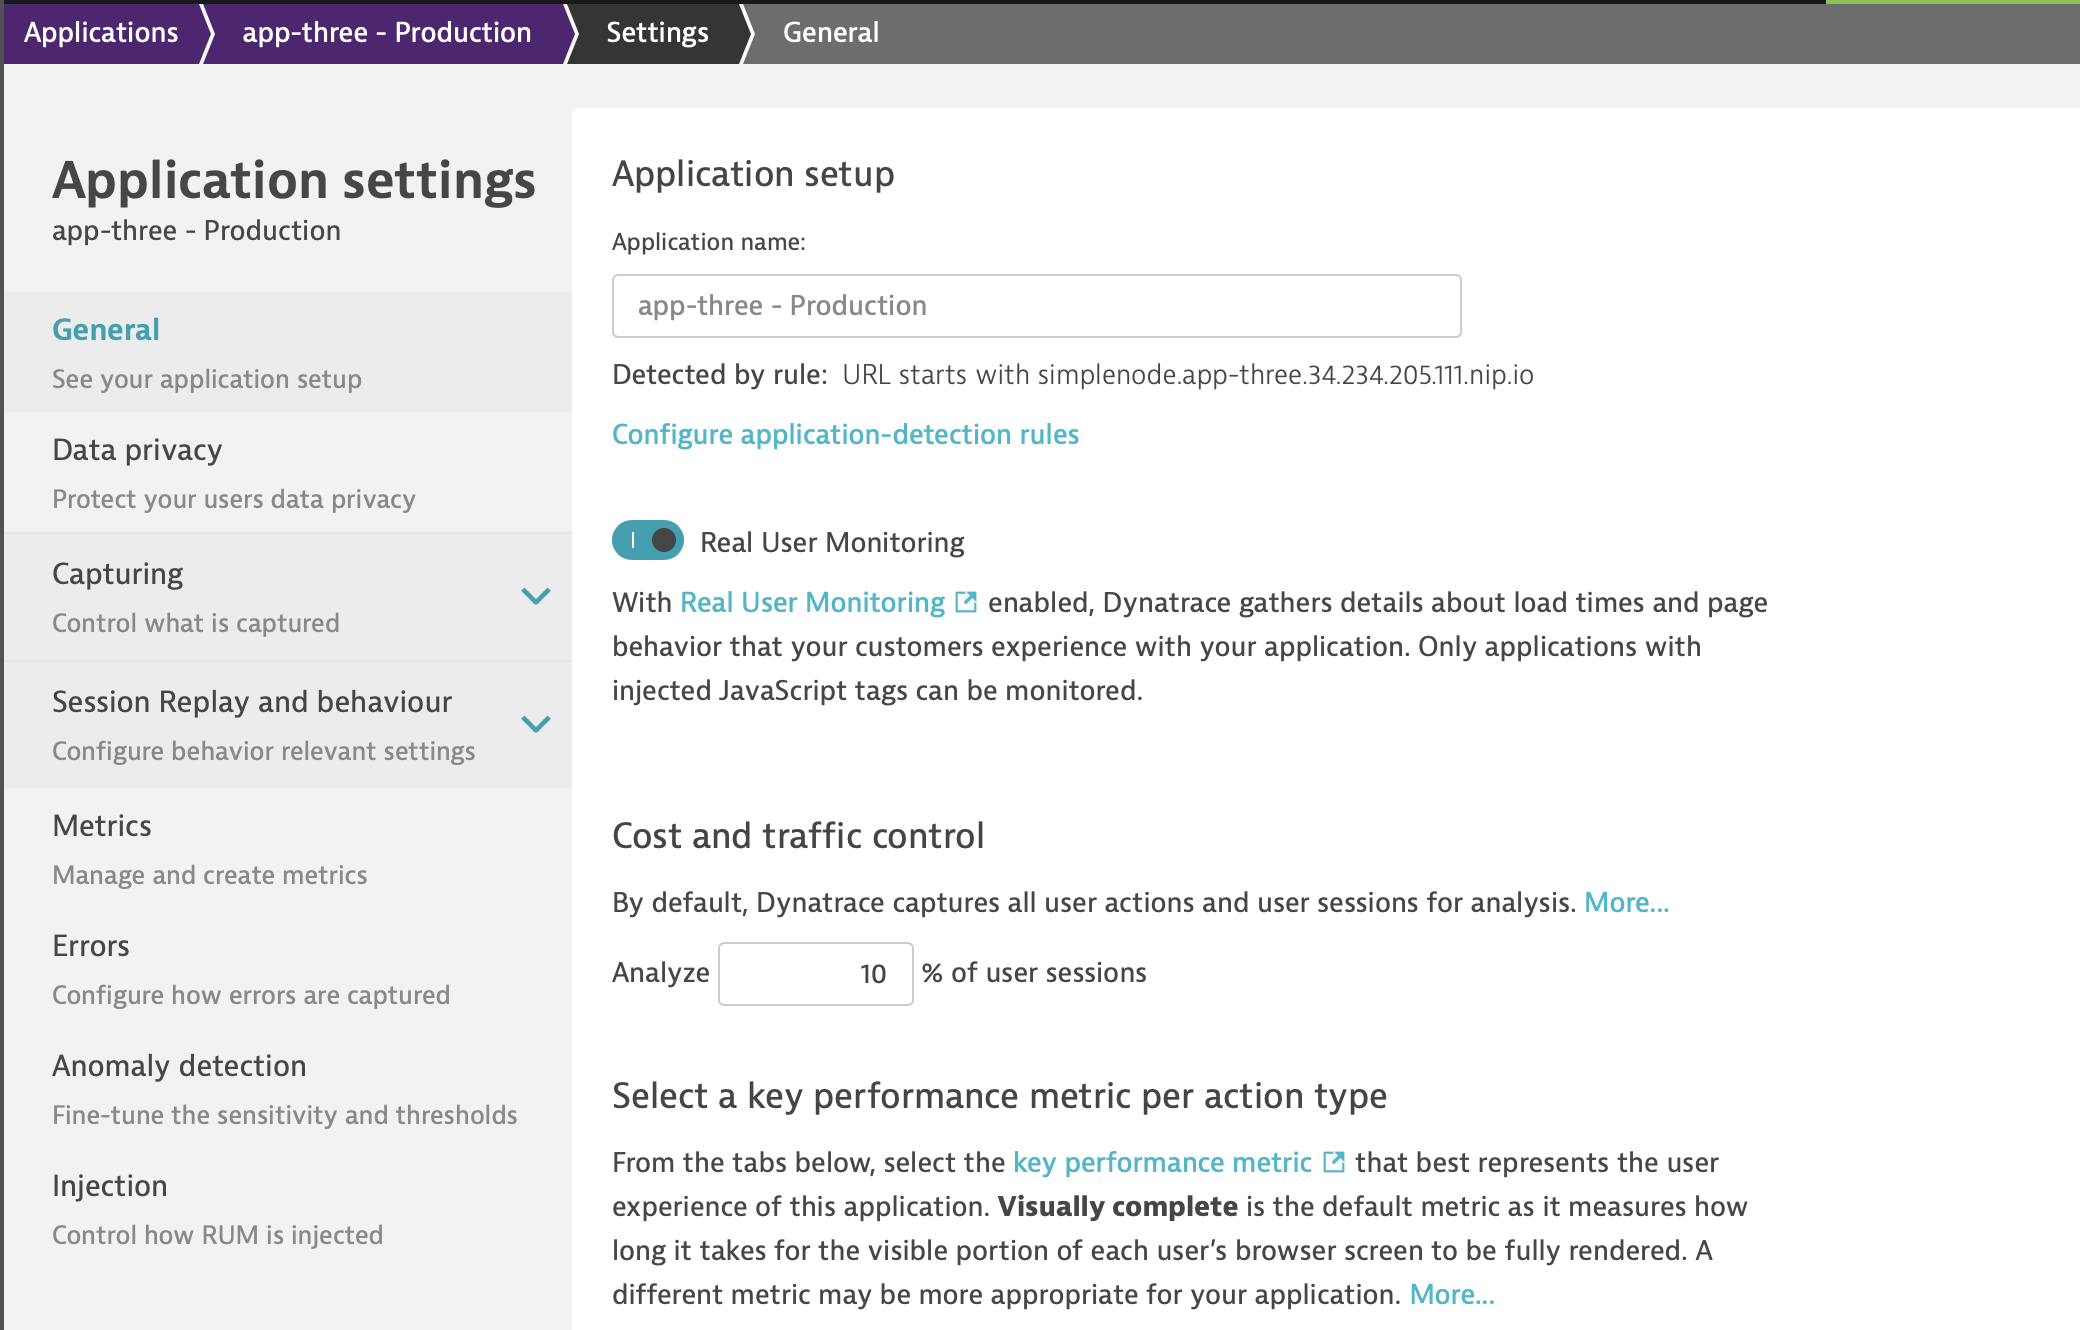 Applications
app-three - Production
Settings
General
Application settings
app-three - Production
General
See your application setup
Data privacy
Protect your users data privacy
Capturing
Control what is captured
Session Replay and behaviour
Configure behavior relevant settings
Metrics
Manage and create metrics
Errors
Configure how errors are captured
Anomaly detection
Fine-tune the sensitivity and thresholds
Injection
Control how RUM is injected
Application setup
Application name:
app-three - Production
Detected by rule: URL starts with simplenode.app-three.34.234.205.111.nip.io
Configure application-detection rules
Real User Monitoring
With Real User Monitoring enabled, Dynatrace gathers details about load times and page
behavior that your customers experience with your application. Only applications with
injected JavaScript tags can be monitored.
Cost and traffic control
By default, Dynatrace captures all user actions and user sessions for analysis. More...
Analyze 10 % of user sessions
Select a key performance metric per action type
From the tabs below, select the key performance metric that best represents the user
experience of this application. Visually complete is the default metric as it measures how
long it takes for the visible portion of each user's browser screen to be fully rendered. A
different metric may be more appropriate for your application. More...